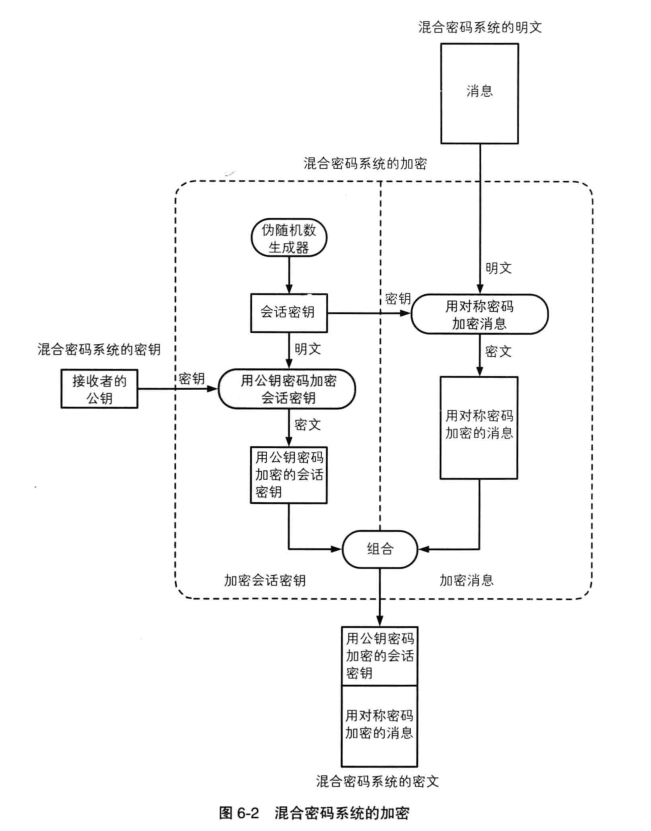 混合密码系统的明文
消息
混合密码系统的加密
伪随机数
生成器
明文
会话密钥
密钥
用对称密码
加密消息
明文
密文
混合密码系统的密钥
接收者的
公钥
密钥
用公钥密码加密
会话密钥
用对称密码
加密的消息
密文
用公钥密码
加密的会话
密钥
组合
加密会话密钥
加密消息
用公钥密码
加密的会话
密钥
用对称密码
加密的消息
混合密码系统的密文
图 6-2 混合密码系统的加密